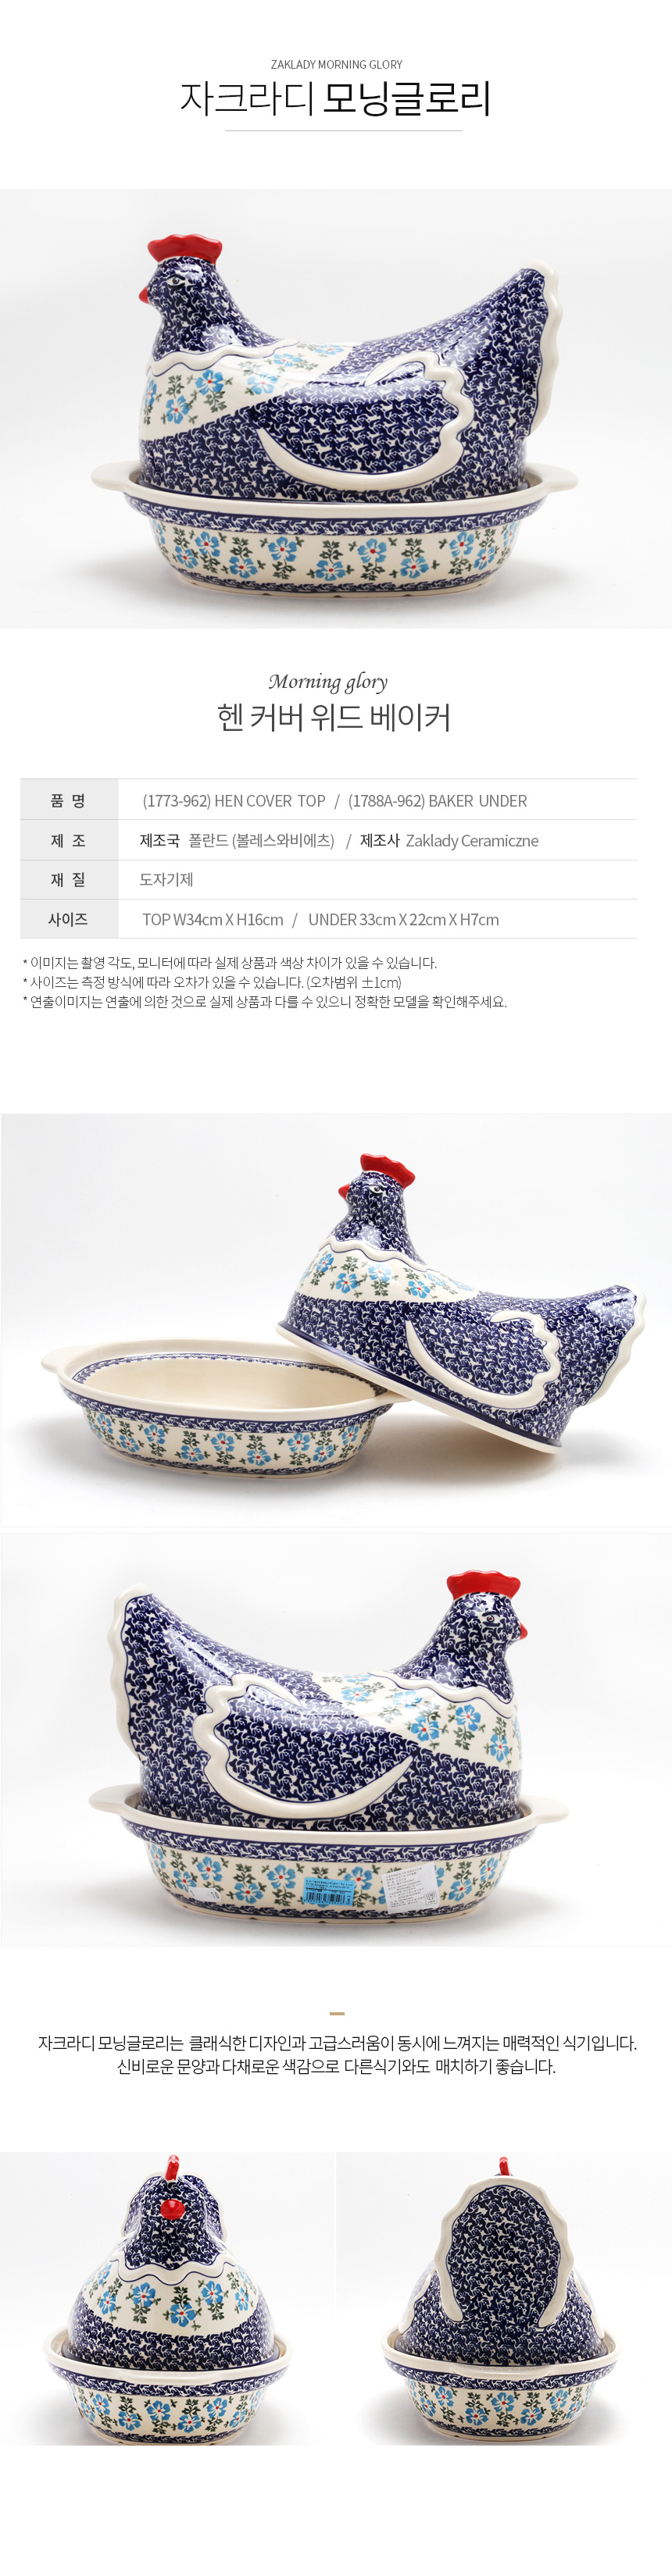 ZAKLADY MORNING GLORY
자크라디 모닝글로리
Morning glory
헨 커버 위드 베이커
품 명 (1773-962) HEN COVER TOP / (1788A-962) BAKER UNDER
제 조 제조국 폴란드 (볼레스와비에츠) / 제조사 Zaklady Ceramiczne
재 질 도자기제
사이즈 TOP W34cm X H16cm / UNDER 33cm X 22cm X H7cm
* 이미지는 촬영 각도, 모니터에 따라 실제 상품과 색상 차이가 있을 수 있습니다.
* 사이즈는 측정 방식에 따라 오차가 있을 수 있습니다. (오차범위 ±1cm)
* 연출이미지는 연출에 의한 것으로 실제 상품과 다를 수 있으니 정확한 모델을 확인해주세요.
자크라디 모닝글로리는 클래식한 디자인과 고급스러움이 동시에 느껴지는 매력적인 식기입니다.
신비로운 문양과 다채로운 색감으로 다른식기와도 매치하기 좋습니다.